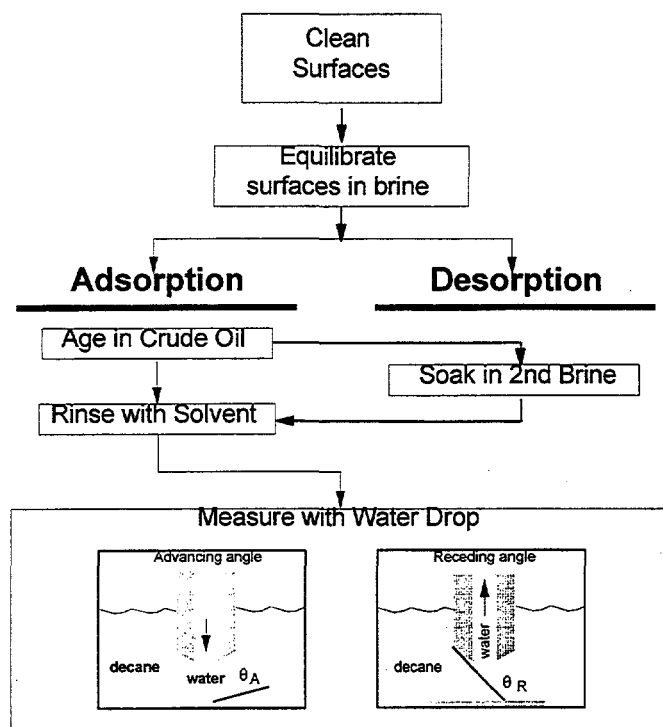 Clean
Surfaces
Equilibrate
surfaces in brine
Adsorption
Desorption
Age in Crude Oil
Soak in 2nd Brine
Rinse with Solvent
Measure with Water Drop
Advancing angle
decane
water
θA
Receding angle
decane
water
θR